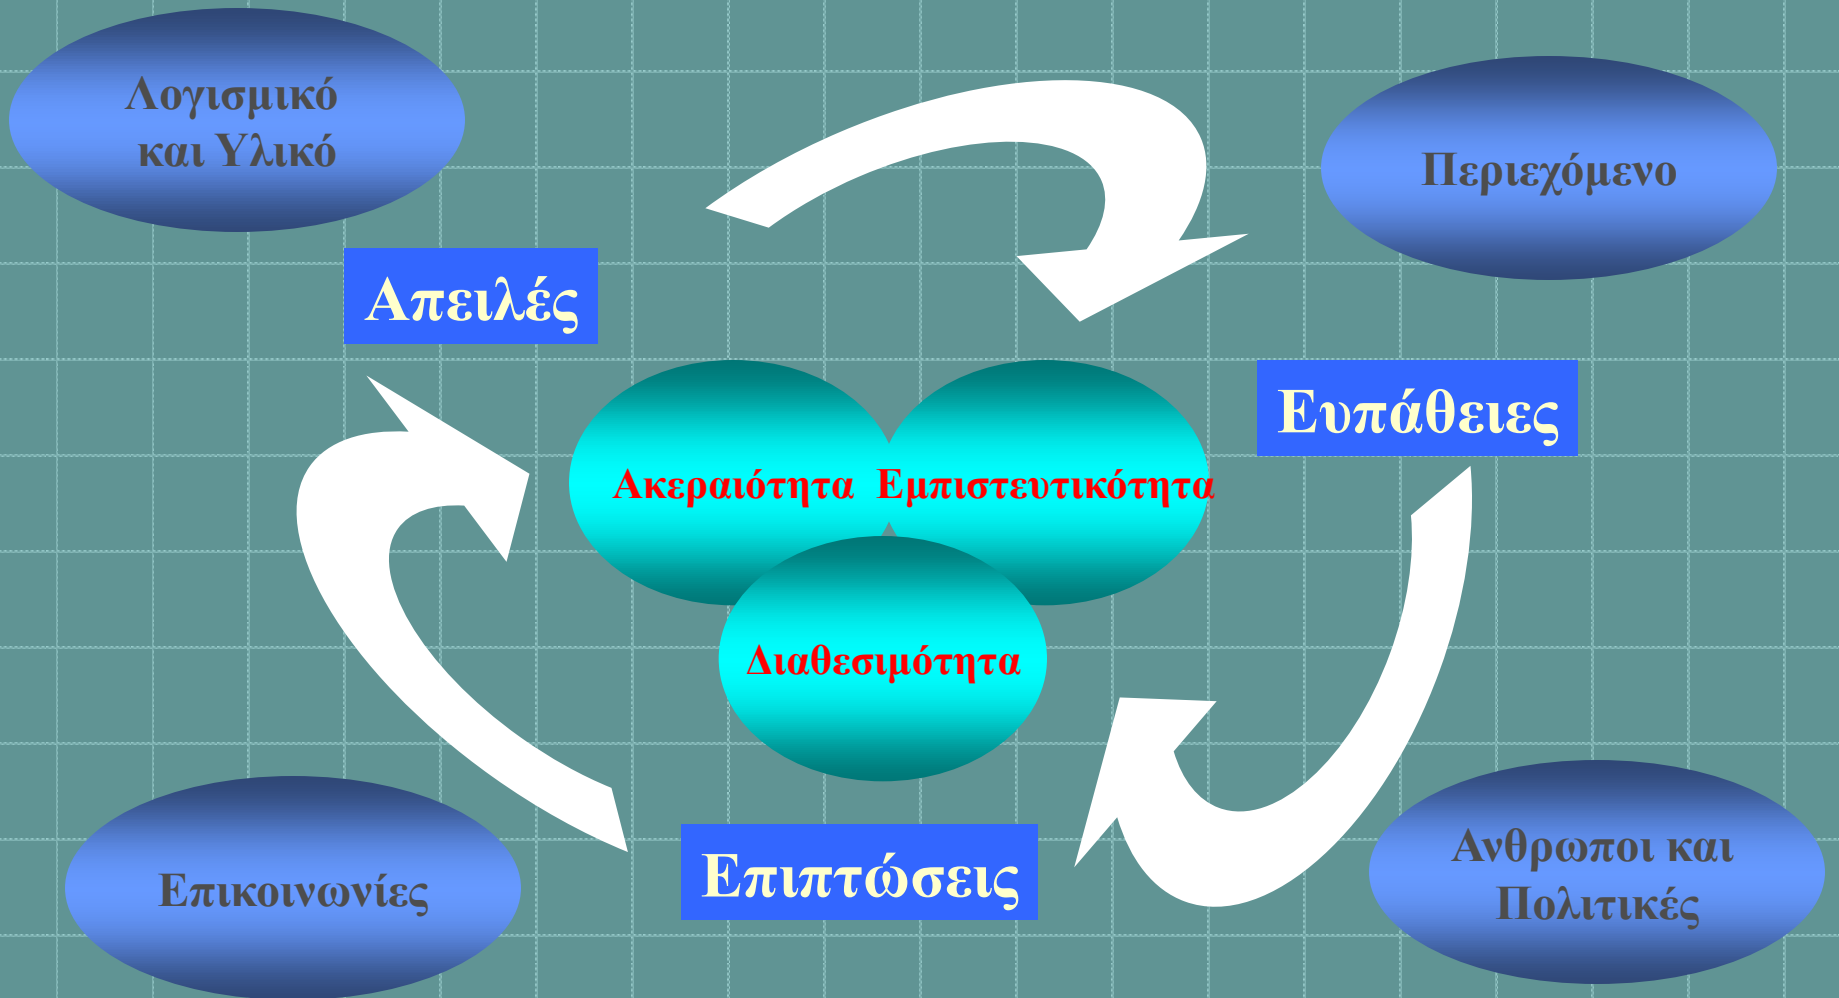 Λογισμικό
και Υλικό
Περιεχόμενο
Απειλές
Ευπάθειες
Ακεραιότητα
Εμπιστευτικότητα
Διαθεσιμότητα
Επιπτώσεις
Επικοινωνίες
Ανθρωποι και
Πολιτικές